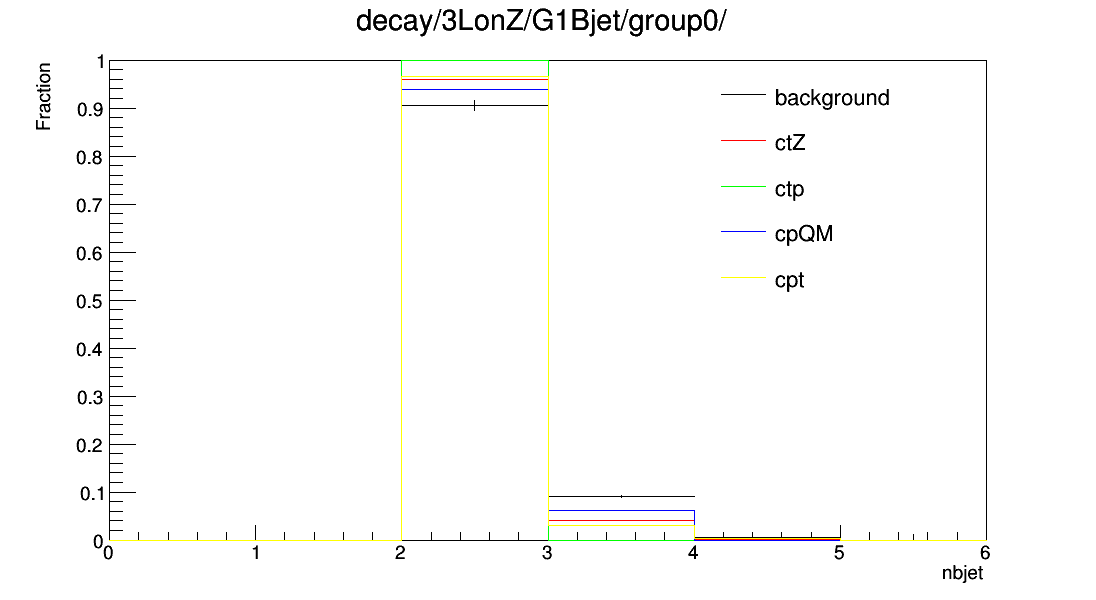 decay/3LonZ/G1Bjet/group0/
Fraction
1
0.9
0.8
0.7
0.6
0.5
0.4
0.3
0.2
0.1
0
background
ctZ
ctp
cpQM
cpt
0 1 2 3 4 5 6
nbjet